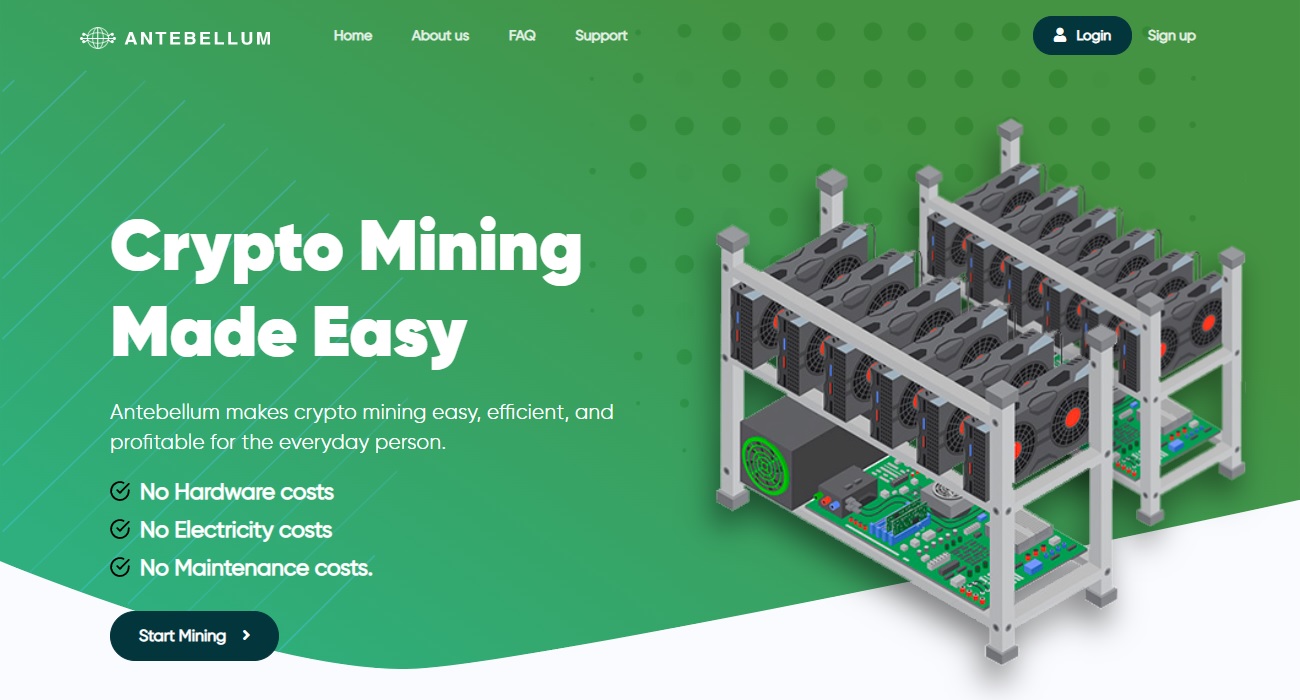 ANTEBELLUM
Home About us FAQ Support
Login Sign up
Crypto Mining
Made Easy
Antebellum makes crypto mining easy, efficient, and
profitable for the everyday person.
No Hardware costs
No Electricity costs
No Maintenance costs.
Start Mining